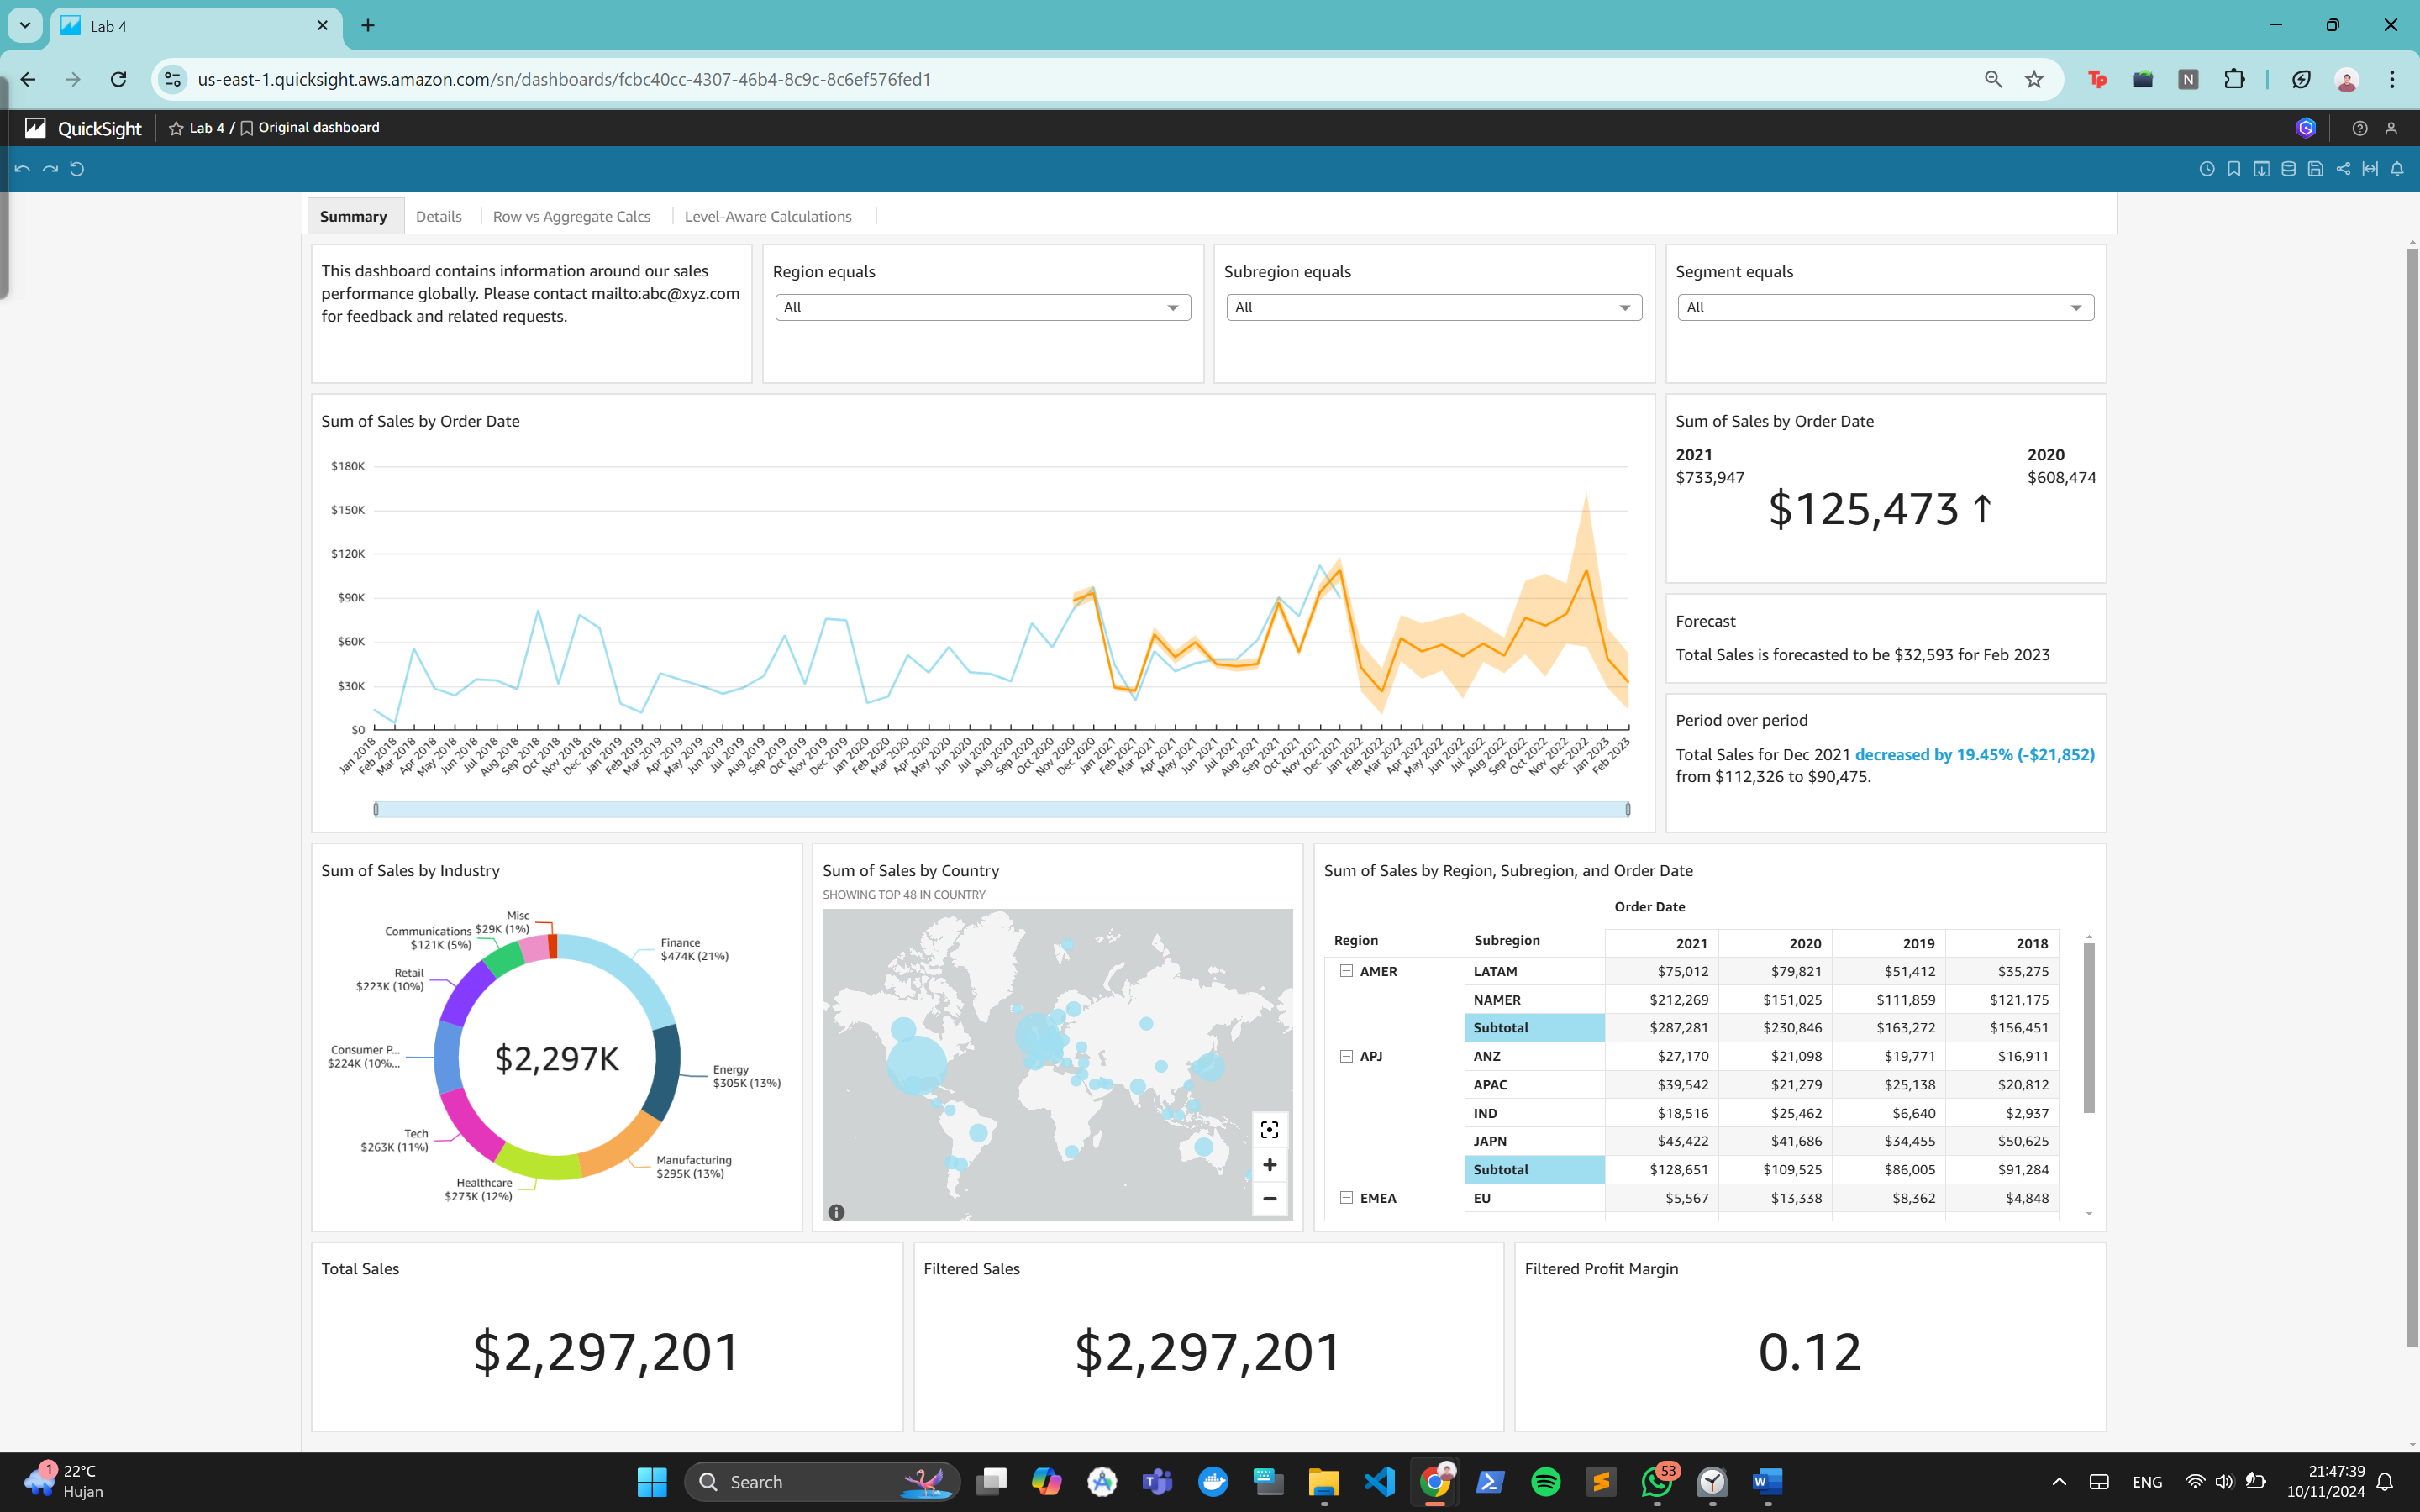 Lab 4
us-east-1.quicksight.aws.amazon.com/sn/dashboards/fcbc40cc-4307-46b4-8c9c-8c6ef576fed1
Tp
N
QuickSight
Lab 4 / Original dashboard
Summary
Details
Row vs Aggregate Calcs
Level-Aware Calculations
This dashboard contains information around our sales
performance globally. Please contact mailto:abc@xyz.com
for feedback and related requests.
Region equals
All
Subregion equals
All
Segment equals
All
Sum of Sales by Order Date
$180K
$150K
$120K
$90K
$60K
$30K
$0
Jan 2018
Feb 2018
Mar 2018
Apr 2018
May 2018
Jun 2018
Jul 2018
Aug 2018
Sep 2018
Oct 2018
Nov 2018
Dec 2018
Jan 2019
Feb 2019
Mar 2019
Apr 2019
May 2019
Jun 2019
Jul 2019
Aug 2019
Sep 2019
Oct 2019
Nov 2019
Dec 2019
Jan 2020
Feb 2020
Mar 2020
Apr 2020
May 2020
Jun 2020
Jul 2020
Aug 2020
Sep 2020
Oct 2020
Nov 2020
Dec 2020
Jan 2021
Feb 2021
Mar 2021
Apr 2021
May 2021
Jun 2021
Jul 2021
Aug 2021
Sep 2021
Oct 2021
Nov 2021
Dec 2021
Jan 2022
Feb 2022
Mar 2022
Apr 2022
May 2022
Jun 2022
Jul 2022
Aug 2022
Sep 2022
Oct 2022
Nov 2022
Dec 2022
Jan 2023
Feb 2023
Sum of Sales by Order Date
2021 2020
$733,947 $608,474
$125,473 ↑
Forecast
Total Sales is forecasted to be $32,593 for Feb 2023
Period over period
Total Sales for Dec 2021 decreased by 19.45% (-$21,852)
from $112,326 to $90,475.
Sum of Sales by Industry
Misc
$29K (1%)
Communications
$121K (5%)
Retail
$223K (10%)
Consumer P...
$224K (10%...
Tech
$263K (11%)
Healthcare
$273K (12%)
Manufacturing
$295K (13%)
Energy
$305K (13%)
Finance
$474K (21%)
$2,297K
Sum of Sales by Country
SHOWING TOP 48 IN COUNTRY
Sum of Sales by Region, Subregion, and Order Date
Order Date
Region Subregion 2021 2020 2019 2018
AMER LATAM $75,012 $79,821 $51,412 $35,275
NAMER $212,269 $151,025 $111,859 $121,175
Subtotal $287,281 $230,846 $163,272 $156,451
APJ ANZ $27,170 $21,098 $19,771 $16,911
APAC $39,542 $21,279 $25,138 $20,812
IND $18,516 $25,462 $6,640 $2,937
JAPN $43,422 $41,686 $34,455 $50,625
Subtotal $128,651 $109,525 $86,005 $91,284
EMEA EU $5,567 $13,338 $8,362 $4,848
Total Sales
$2,297,201
Filtered Sales
$2,297,201
Filtered Profit Margin
0.12
1
22°C
Hujan
Search
53
ENG
21:47:39
10/11/2024